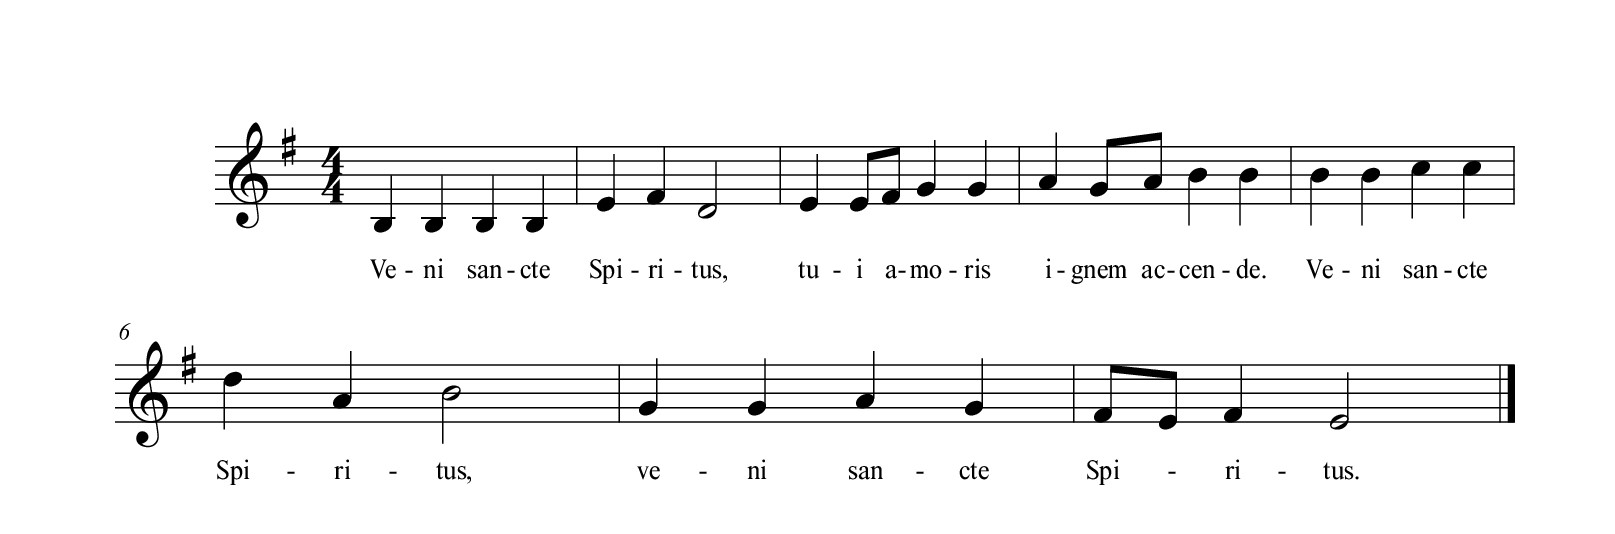 Ve - ni san - cte Spi - ri - tus, tu - i a - mo - ris i - gnem ac - cen - de. Ve - ni san - cte
6
Spi - ri - tus, ve - ni san - cte Spi - ri - tus.